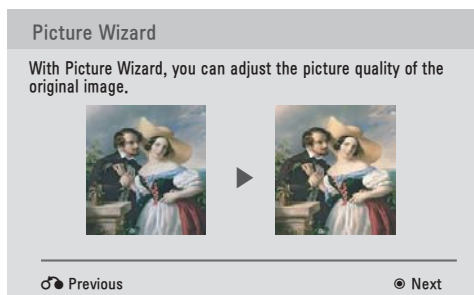 Picture Wizard
With Picture Wizard, you can adjust the picture quality of the
original image.
Previous
Next